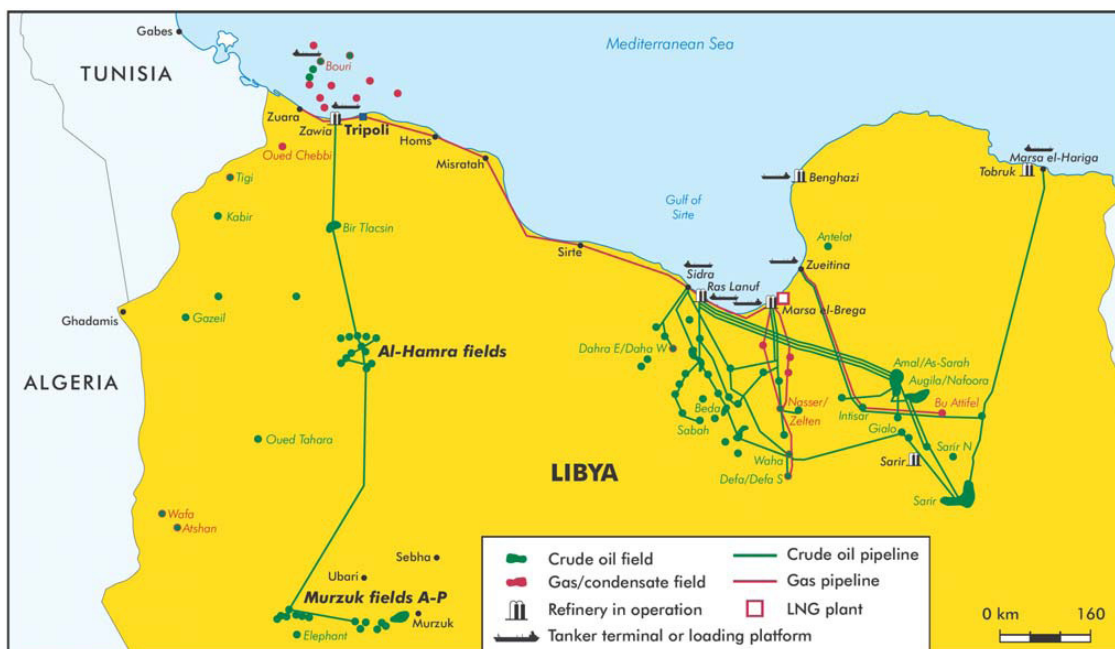 Gabes
Mediterranean Sea
TUNISIA
Bouri
Zuara
Zawia
Tripoli
Homs
Misratah
Oued Chebbi
Tigi
Kabir
Bir Tlacsin
Marsa el-Hariga
Tobruk
Benghazi
Gulf of
Sirte
Antelat
Sirte
Sidra
Zueitina
Ras Lanuf
Marsa el-Brega
Ghadamis
Gazeil
Al-Hamra fields
Dahra E/Daha W
Amal/As-Sarah
Augila/Nafoora
ALGERIA
Bu Attifel
Nasser/
Zelten
Beda
Sabah
Intisar
Gialo
Oued Tahara
LIBYA
Waha
Sarir N
Sarir
Defa/Defa S
Sarir
Wafa
Atshan
Sebha
Ubari
Murzuk fields A-P
Murzuk
Elephant
Crude oil field
Crude oil pipeline
Gas/condensate field
Gas pipeline
Refinery in operation
LNG plant
Tanker terminal or loading platform
0 km 160